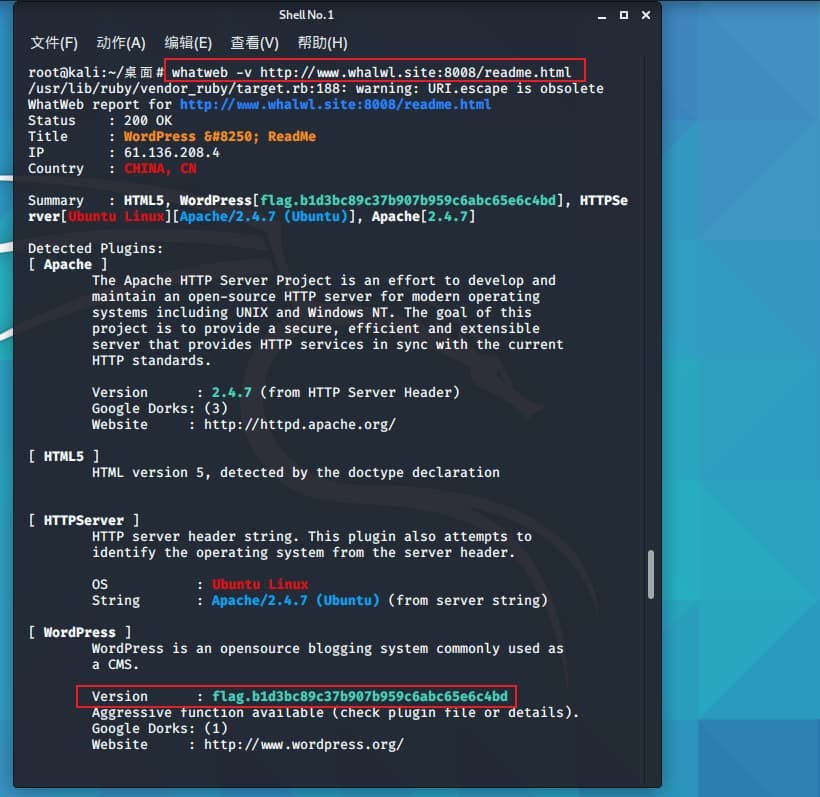 Shell No. 1
文件(F) 动作(A) 编辑(E) 查看(V) 帮助(H)
root@kali:~/桌面# whatweb -v http://www.whalwl.site:8008/readme.html
/usr/lib/ruby/vendor_ruby/target.rb:188: warning: URI.escape is obsolete
WhatWeb report for http://www.whalwl.site:8008/readme.html
Status    : 200 OK
Title     : WordPress &#8250; ReadMe
IP        : 61.136.208.4
Country   : CHINA, CN
Summary   : HTML5, WordPress[flag.b1d3bc89c37b907b959c6abc65e6c4bd], HTTPSe
rver[Ubuntu Linux][Apache/2.4.7 (Ubuntu)], Apache[2.4.7]
Detected Plugins:
[ Apache ]
The Apache HTTP Server Project is an effort to develop and
maintain an open-source HTTP server for modern operating
systems including UNIX and Windows NT. The goal of this
project is to provide a secure, efficient and extensible
server that provides HTTP services in sync with the current
HTTP standards.
Version      : 2.4.7 (from HTTP Server Header)
Google Dorks: (3)
Website     : http://httpd.apache.org/
[ HTML5 ]
HTML version 5, detected by the doctype declaration
[ HTTPServer ]
HTTP server header string. This plugin also attempts to
identify the operating system from the server header.
OS           : Ubuntu Linux
String       : Apache/2.4.7 (Ubuntu) (from server string)
[ WordPress ]
WordPress is an opensource blogging system commonly used as
a CMS.
Version      : flag.b1d3bc89c37b907b959c6abc65e6c4bd
Aggressive function available (check plugin file or details).
Google Dorks: (1)
Website     : http://www.wordpress.org/